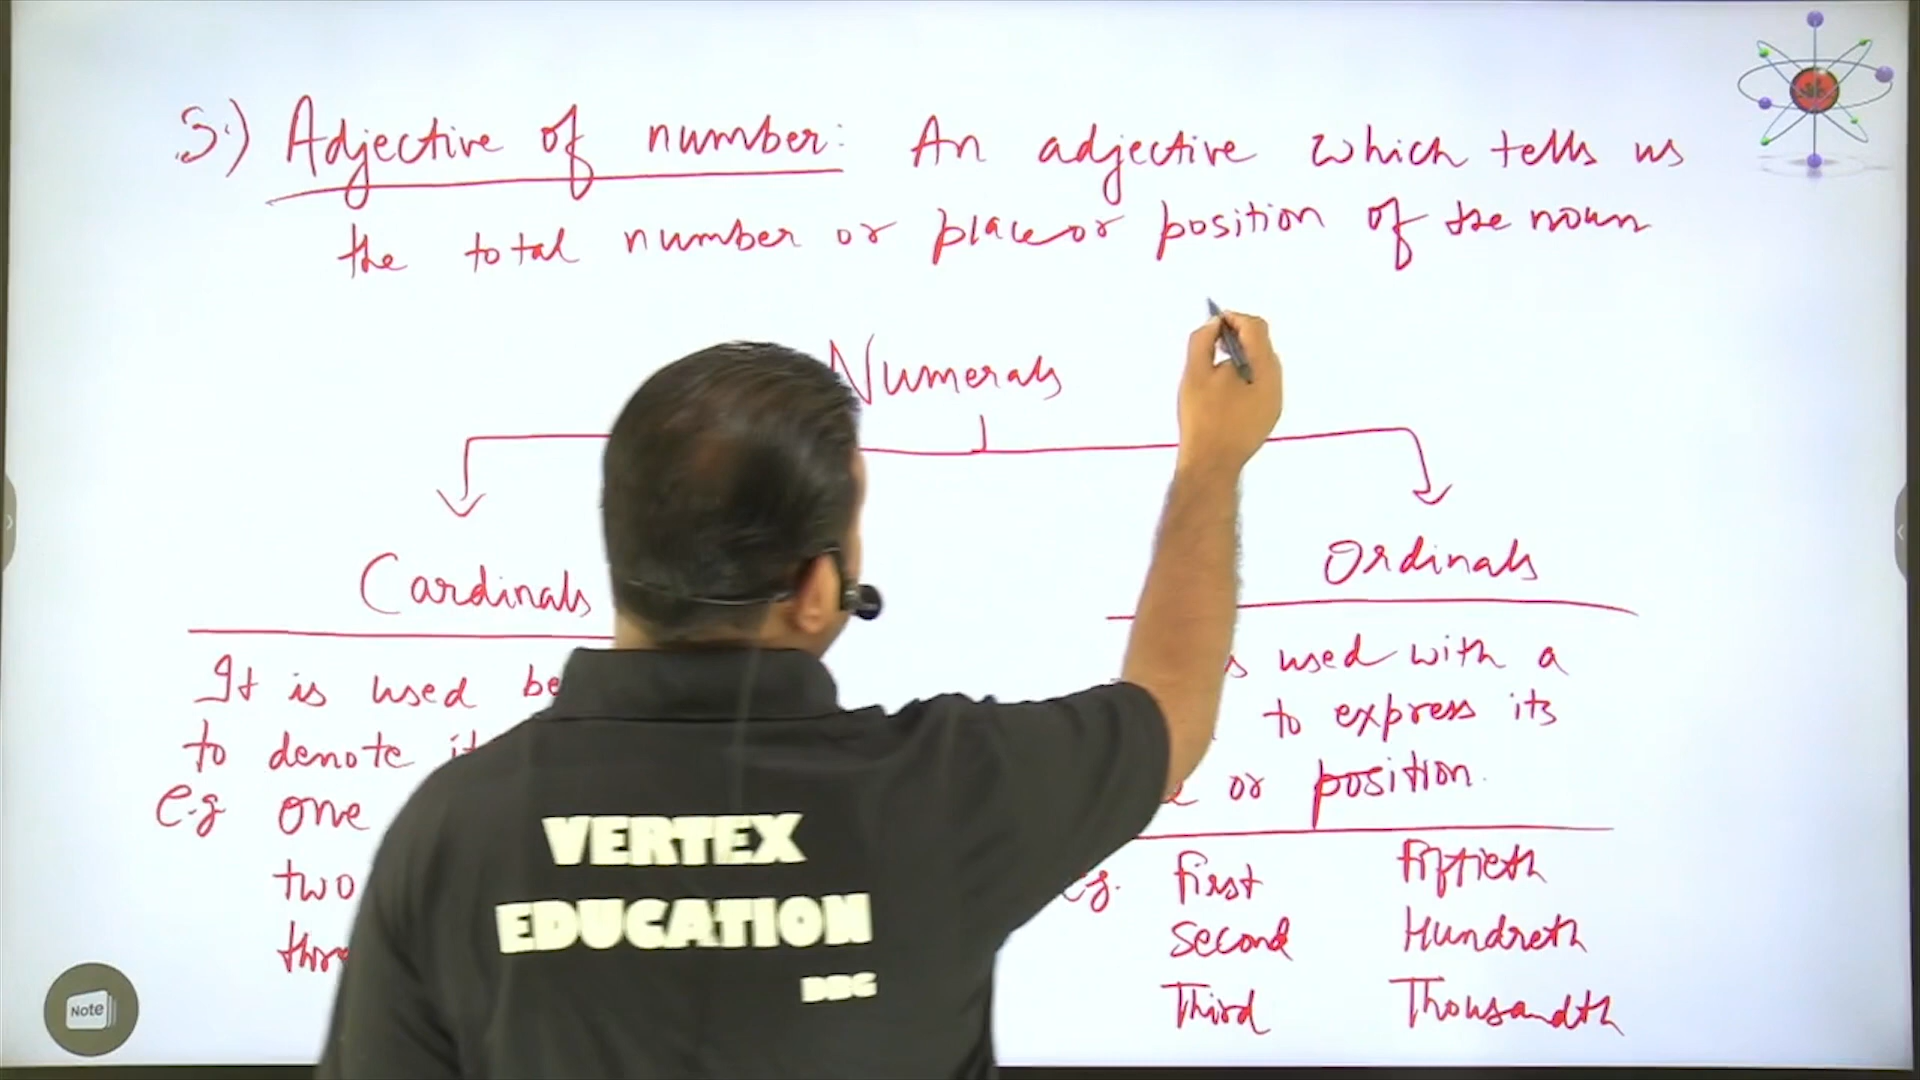 5.) Adjective of number: An adjective which tells us
the total number or place or position of the noun
Numerals
Cardinals
Ordinals
It is used
to denote
e.g one
two
used with a
to express its
or position.
first
Second
Third
Fiftieth
Hundreth
Thousandth
VERTEX
EDUCATION
DBG
Note